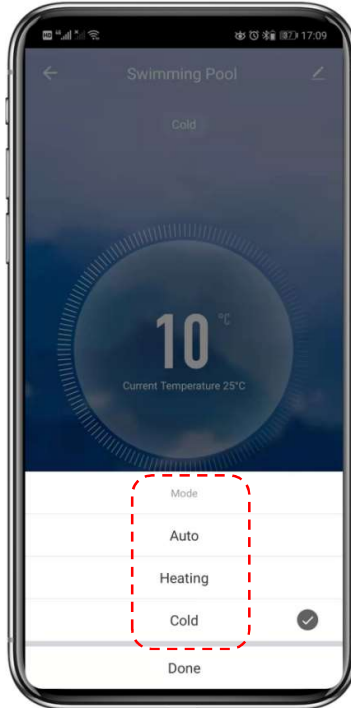 17:09
Swimming Pool
Cold
10 °C
Current Temperature 25°C
Mode
Auto
Heating
Cold
Done